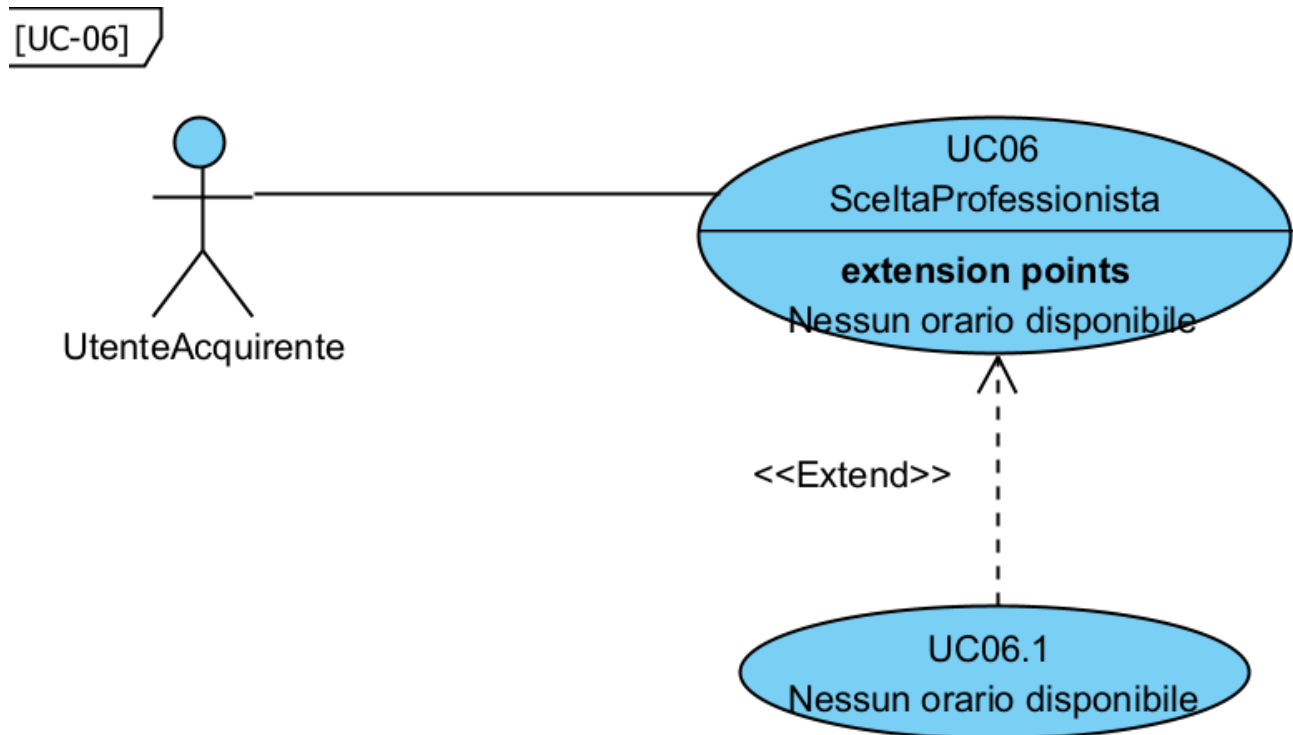 [UC-06]
UC06
SceltaProfessionista
extension points
Nessun orario disponibile
UtenteAcquirente
<<Extend>>
UC06.1
Nessun orario disponibile